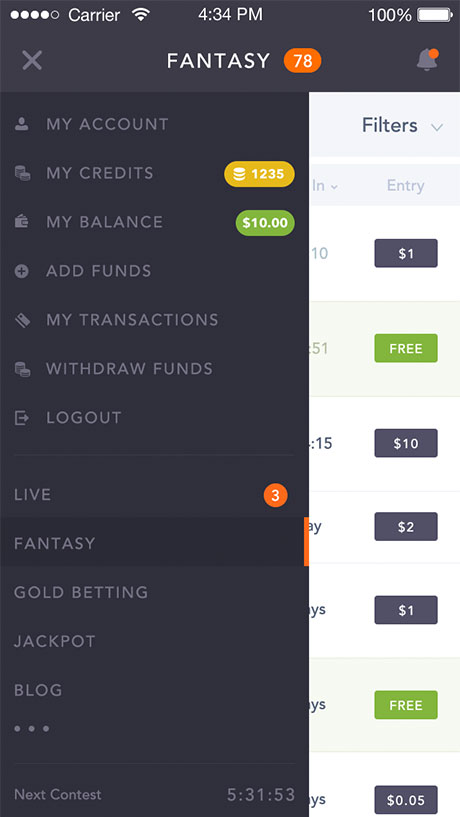 Carrier 4:34 PM 100%
FANTASY 78
MY ACCOUNT
Filters
MY CREDITS 1235
In Entry
MY BALANCE $10.00
10 $1
ADD FUNDS
MY TRANSACTIONS
:51 FREE
WITHDRAW FUNDS
LOGOUT
:15 $10
LIVE 3
ay $2
FANTASY
GOLD BETTING
ays $1
JACKPOT
BLOG
ays FREE
Next Contest 5:31:53
ays $0.05